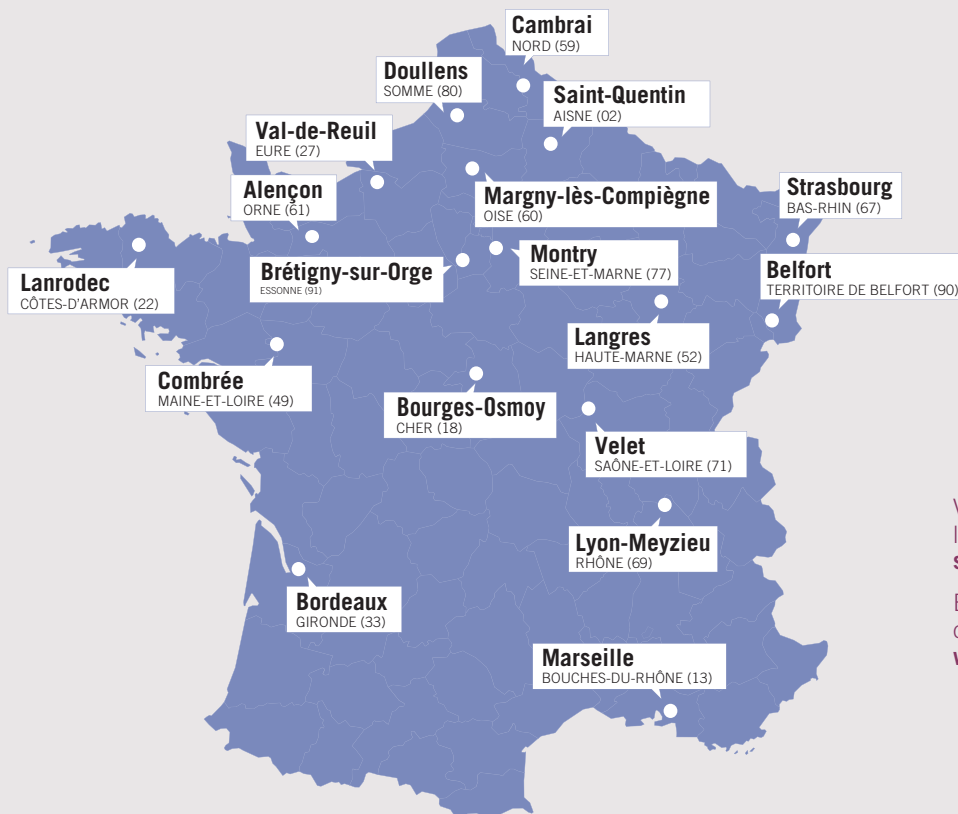 Cambrai
NORD (59)
Doullens
SOMME (80)
Saint-Quentin
AISNE (02)
Val-de-Reuil
EURE (27)
Alençon
ORNE (61)
Margny-lès-Compiègne
OISE (60)
Strasbourg
BAS-RHIN (67)
Lanrodec
CÔTES-D'ARMOR (22)
Brétigny-sur-Orge
ESSONNE (91)
Montry
SEINE-ET-MARNE (77)
Belfort
TERRITOIRE DE BELFORT (90)
Langres
HAUTE-MARNE (52)
Combrée
MAINE-ET-LOIRE (49)
Bourges-Osmoy
CHER (18)
Velet
SAÔNE-ET-LOIRE (71)
Lyon-Meyzieu
RHÔNE (69)
Bordeaux
GIRONDE (33)
Marseille
BOUCHES-DU-RHÔNE (13)